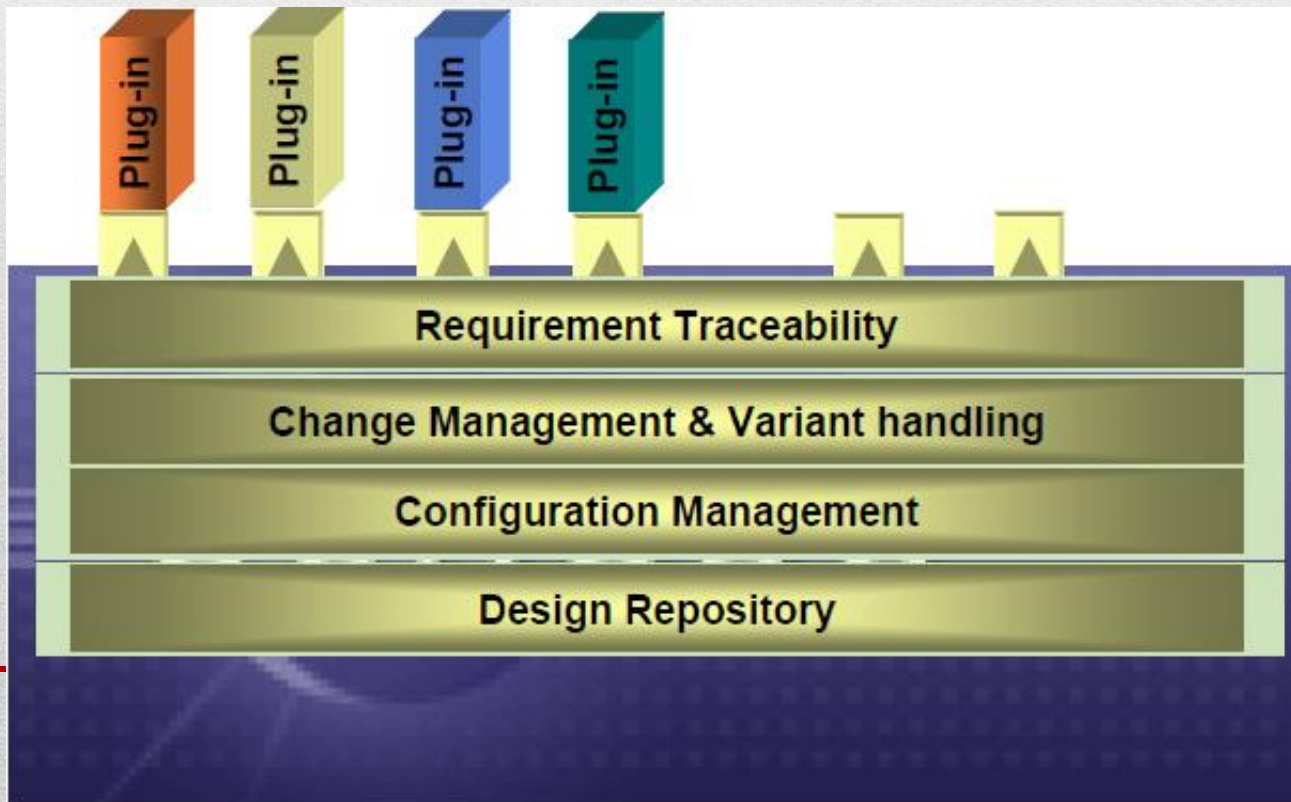 Plug-in
Plug-in
Plug-in
Plug-in
Requirement Traceability
Change Management & Variant handling
Configuration Management
Design Repository